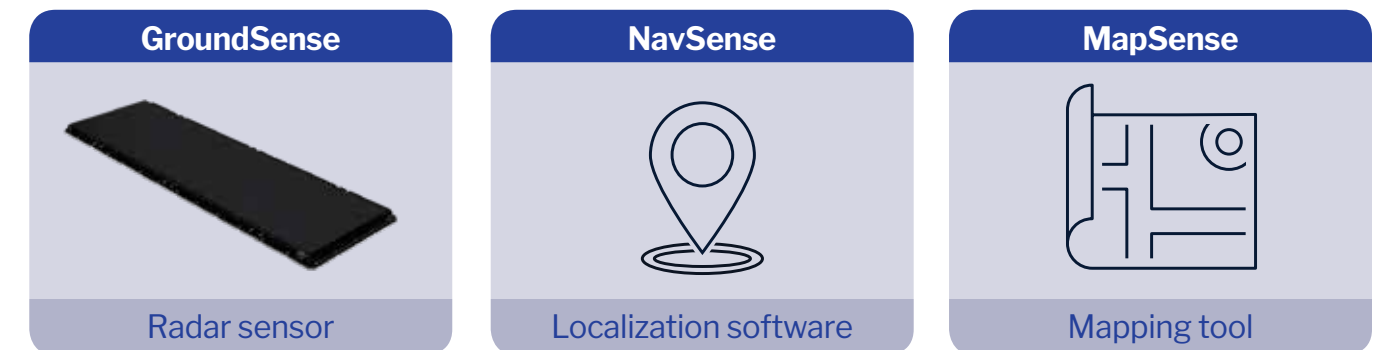 GroundSense
NavSense
MapSense
Radar sensor
Localization software
Mapping tool